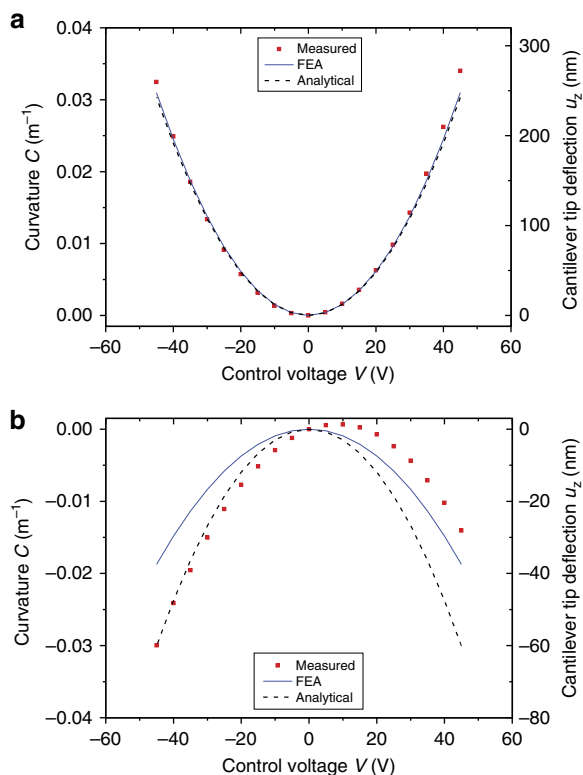 a
0.04
0.03
0.02
0.01
0.00
Curvature C (m⁻¹)
Measured
FEA
Analytical
300
200
100
0
Cantilever tip deflection u_z (nm)
−60 −40 −20 0 20 40 60
Control voltage V (V)
b
0.00
−0.01
−0.02
−0.03
−0.04
Curvature C (m⁻¹)
Measured
FEA
Analytical
0
−20
−40
−60
−80
Cantilever tip deflection u_z (nm)
−60 −40 −20 0 20 40 60
Control voltage V (V)